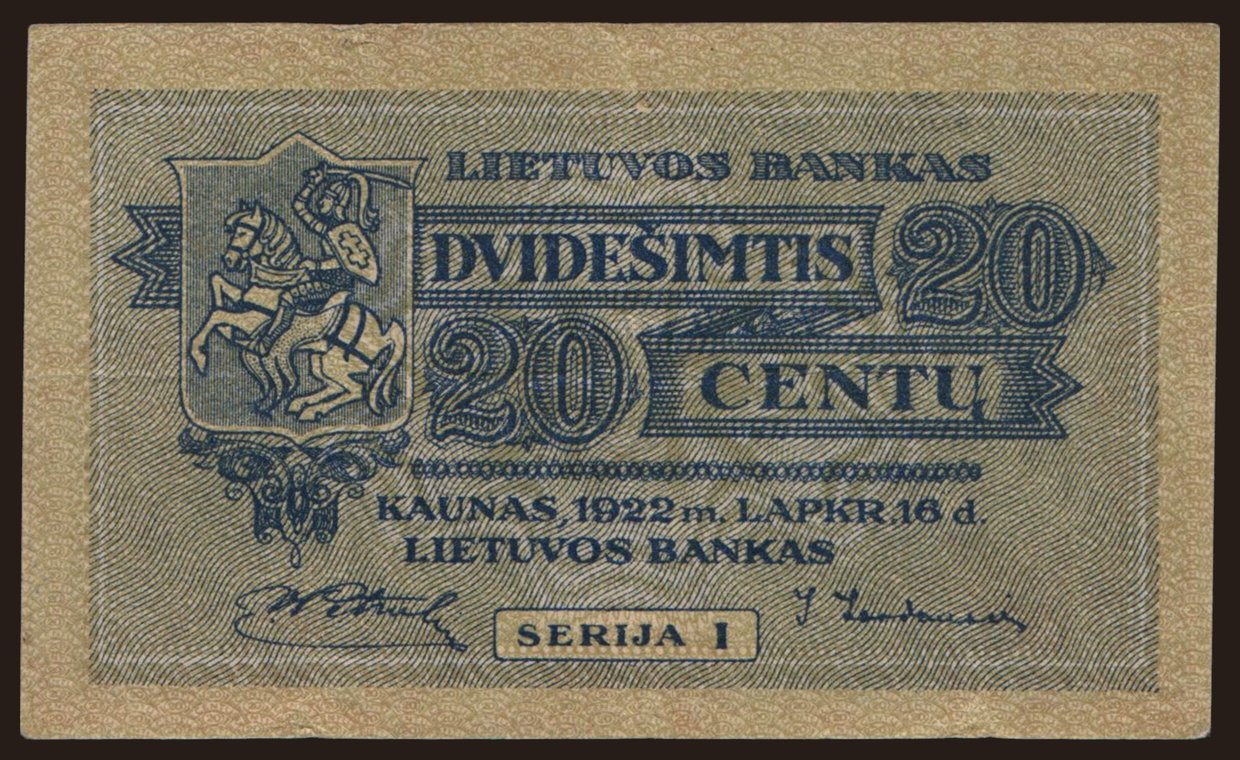 LIETUVOS BANKAS
DVIDEŠIMTIS 20
20 CENTŲ
KAUNAS, 1922 m. LAPKR. 16 d.
LIETUVOS BANKAS
SERIJA I